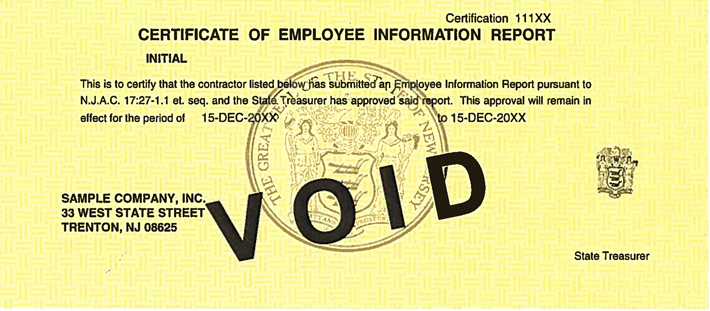 Certification 111XX
CERTIFICATE OF EMPLOYEE INFORMATION REPORT
INITIAL
This is to certify that the contractor listed below has submitted an Employee Information Report pursuant to
N.J.A.C. 17:27-1.1 et. seq. and the State Treasurer has approved said report. This approval will remain in
effect for the period of 15-DEC-20XX to 15-DEC-20XX
THE GREAT SEAL OF THE STATE OF NEW JERSEY
VOID
SAMPLE COMPANY, INC.
33 WEST STATE STREET
TRENTON, NJ 08625
State Treasurer